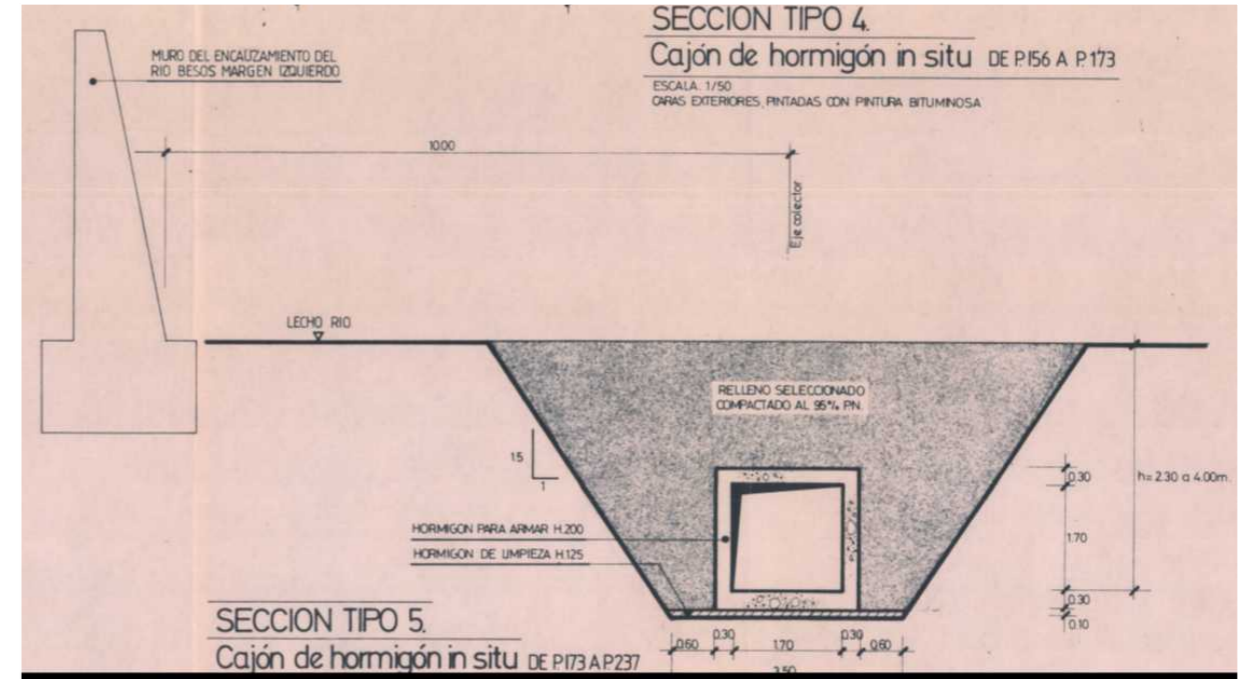 SECCION TIPO 4.
Cajón de hormigón in situ DE P.156 A P.173
ESCALA. 1/50
CARAS EXTERIORES, PINTADAS CON PINTURA BITUMINOSA
MURO DEL ENCAUZAMIENTO DEL
RIO BESOS MARGEN IZQUIERDO
10.00
Eje colector
LECHO RIO
RELLENO SELECCIONADO
COMPACTADO AL 95% P.N.
1.5
1
0.30
h= 2.30 a 4.00m.
HORMIGON PARA ARMAR H.200
HORMIGON DE LIMPIEZA H.125
1.70
0.30
0.10
SECCION TIPO 5.
Cajón de hormigón in situ DE P.173 A P.237
0.60
0.30
1.70
0.30
0.60
3.50